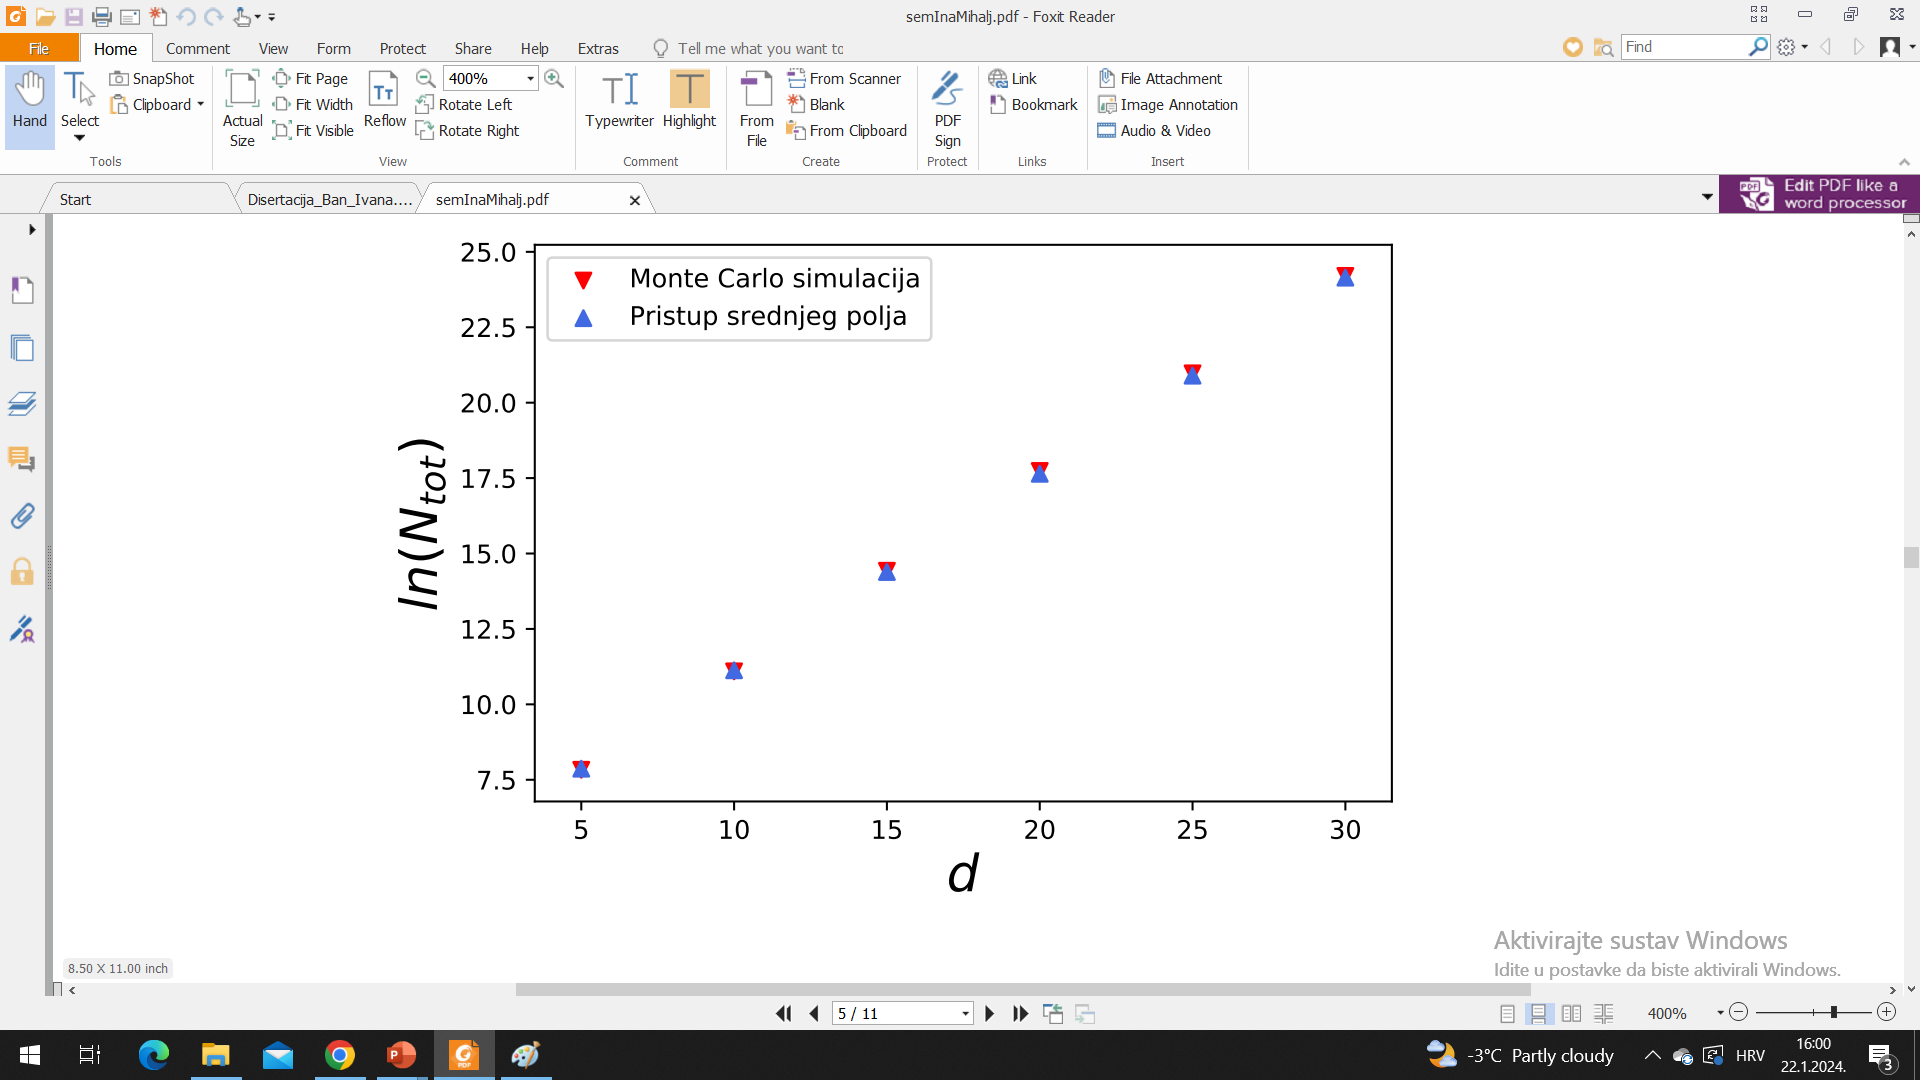 semInaMihalj.pdf - Foxit Reader
File Home Comment View Form Protect Share Help Extras Tell me what you want to Find
Hand
Select
SnapShot
Clipboard
Tools
Actual Size
Fit Page
Fit Width
Fit Visible
Reflow
400%
Rotate Left
Rotate Right
View
Typewriter
Highlight
Comment
From File
From Scanner
Blank
From Clipboard
Create
PDF Sign
Protect
Link
Bookmark
Links
File Attachment
Image Annotation
Audio & Video
Insert
Start Disertacija_Ban_Ivana.... semInaMihalj.pdf
Edit PDF like a
word processor
25.0
22.5
20.0
17.5
15.0
12.5
10.0
7.5
Monte Carlo simulacija
Pristup srednjeg polja
ln(N_tot)
5 10 15 20 25 30
d
Aktivirajte sustav Windows
Idite u postavke da biste aktivirali Windows.
8.50 X 11.00 inch
5 / 11
400%
-3°C Partly cloudy
HRV
16:00
22.1.2024.
3